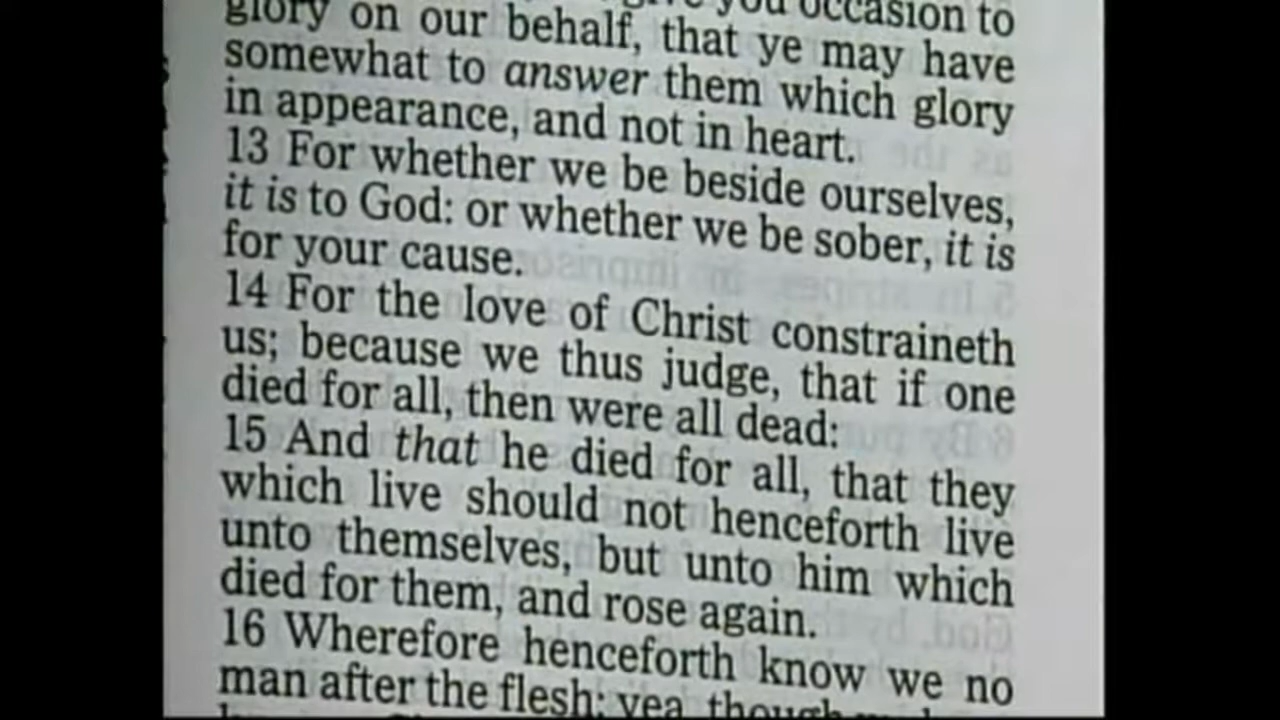 glory on our behalf, that ye may have
somewhat to answer them which glory
in appearance, and not in heart.
13 For whether we be beside ourselves,
it is to God: or whether we be sober, it is
for your cause.
14 For the love of Christ constraineth
us; because we thus judge, that if one
died for all, then were all dead:
15 And that he died for all, that they
which live should not henceforth live
unto themselves, but unto him which
died for them, and rose again.
16 Wherefore henceforth know we no
man after the flesh: yea, though